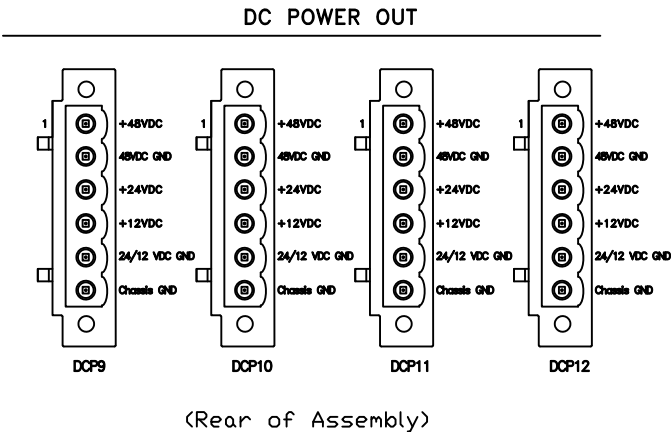 DC POWER OUT
1 +48VDC 1 +48VDC 1 +48VDC 1 +48VDC
48VDC GND 48VDC GND 48VDC GND 48VDC GND
+24VDC +24VDC +24VDC +24VDC
+12VDC +12VDC +12VDC +12VDC
24/12 VDC GND 24/12 VDC GND 24/12 VDC GND 24/12 VDC GND
Chassis GND Chassis GND Chassis GND Chassis GND
DCP9 DCP10 DCP11 DCP12
(Rear of Assembly)